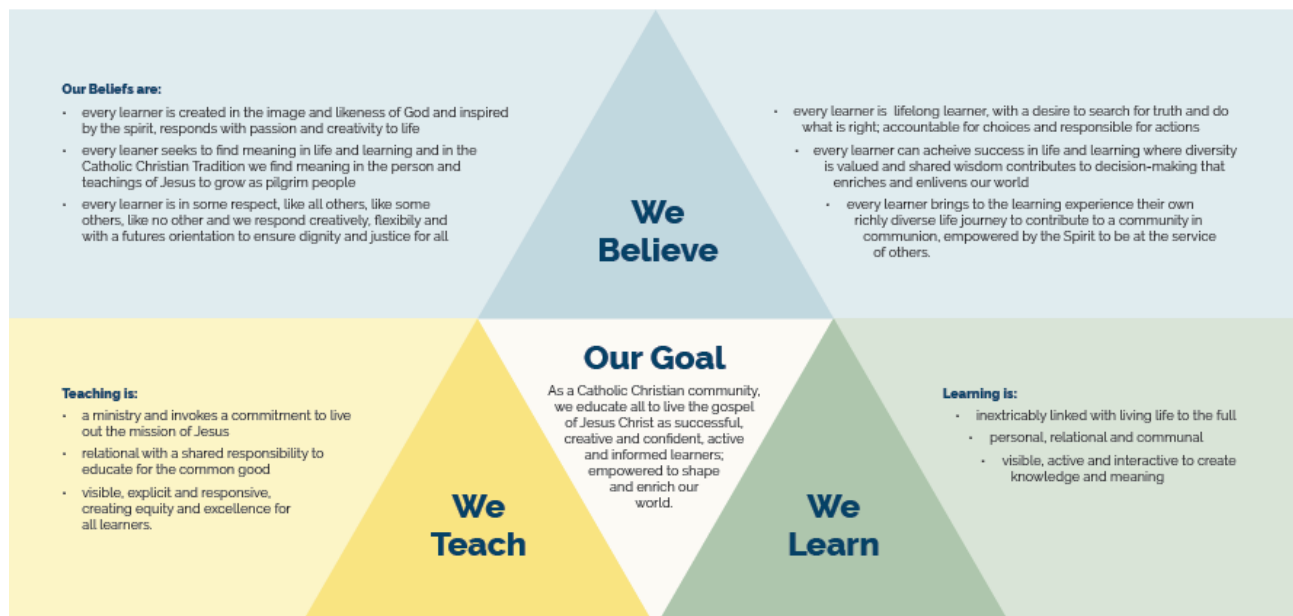 Our Beliefs are:
• every learner is created in the image and likeness of God and inspired
by the spirit, responds with passion and creativity to life
• every leaner seeks to find meaning in life and learning and in the
Catholic Christian Tradition we find meaning in the person and
teachings of Jesus to grow as pilgrim people
• every learner is in some respect, like all others, like some
others, like no other and we respond creatively, flexibily and
with a futures orientation to ensure dignity and justice for all
• every learner is lifelong learner, with a desire to search for truth and do
what is right; accountable for choices and responsible for actions
• every learner can acheive success in life and learning where diversity
is valued and shared wisdom contributes to decision-making that
enriches and enlivens our world
• every learner brings to the learning experience their own
richly diverse life journey to contribute to a community in
communion, empowered by the Spirit to be at the service
of others.
We
Believe
Teaching is:
• a ministry and invokes a commitment to live
out the mission of Jesus
• relational with a shared responsibility to
educate for the common good
• visible, explicit and responsive,
creating equity and excellence for
all learners.
We
Teach
Our Goal
As a Catholic Christian community,
we educate all to live the gospel
of Jesus Christ as successful,
creative and confident, active
and informed learners;
empowered to shape
and enrich our
world.
We
Learn
Learning is:
• inextricably linked with living life to the full
• personal, relational and communal
• visible, active and interactive to create
knowledge and meaning